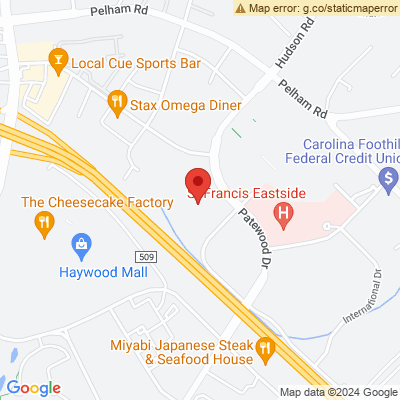 Pelham Rd
Map error: g.co/staticmaperror
Hudson Rd
Local Cue Sports Bar
Pelham Rd
Stax Omega Diner
Carolina Foothil
Federal Credit Union
The Cheesecake Factory
St Francis Eastside
H
$
Patewood Dr
509
Haywood Mall
International Dr
Miyabi Japanese Steak
& Seafood House
Google
Map data ©2024 Google